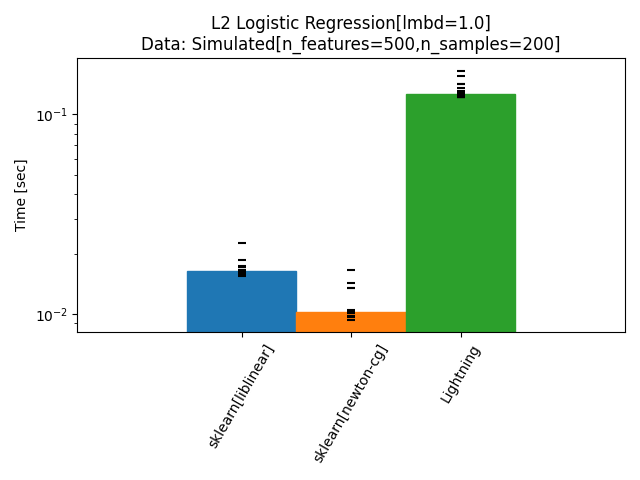 L2 Logistic Regression[lmbd=1.0]
Data: Simulated[n_features=500,n_samples=200]
Time [sec]
10⁻¹
10⁻²
sklearn[liblinear]
sklearn[newton-cg]
Lightning